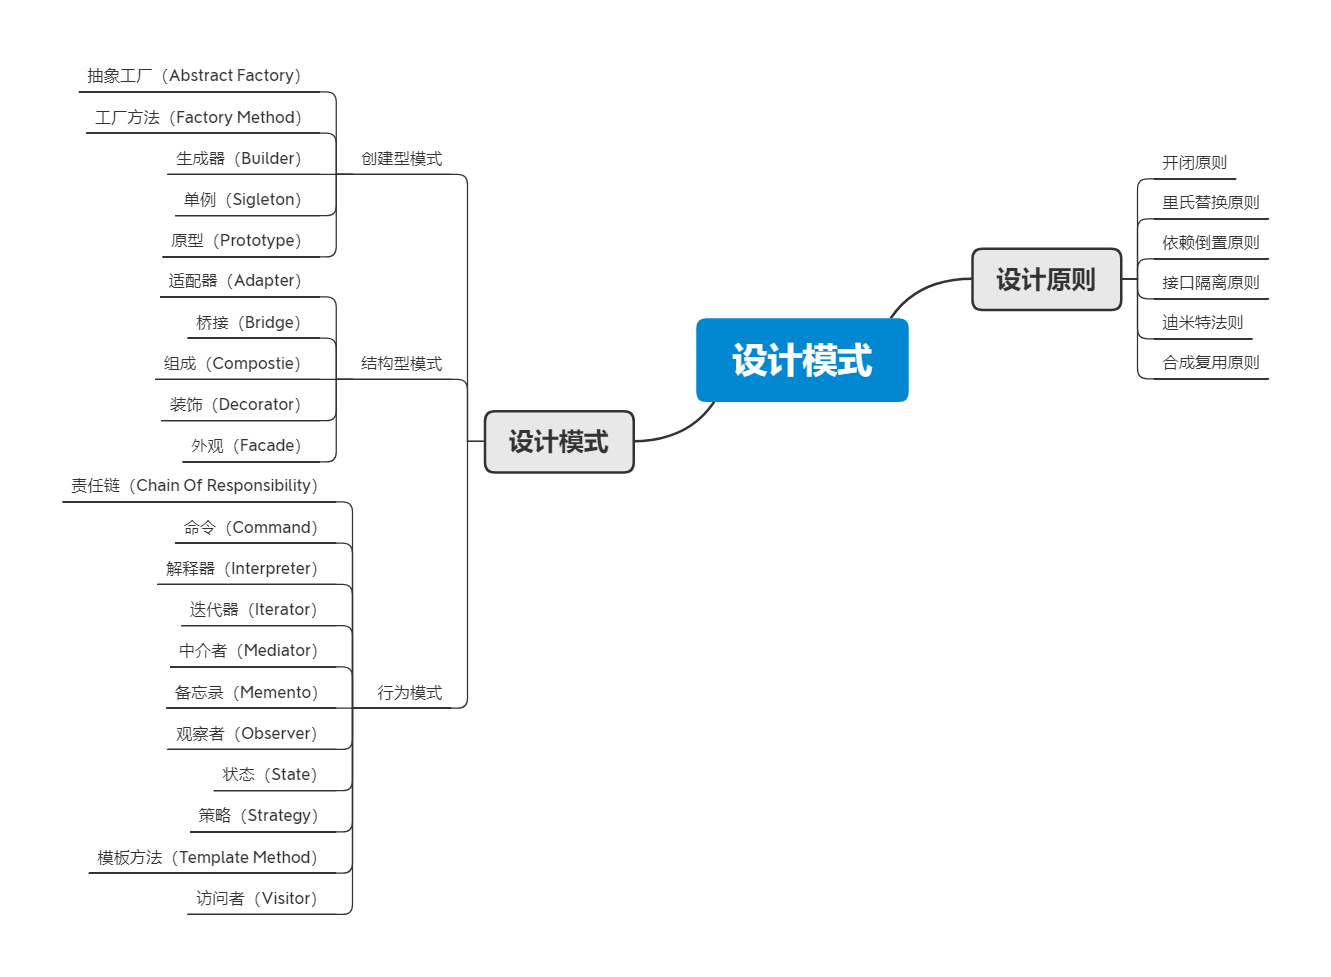 设计模式
设计原则
开闭原则
里氏替换原则
依赖倒置原则
接口隔离原则
迪米特法则
合成复用原则
设计模式
创建型模式
抽象工厂（Abstract Factory）
工厂方法（Factory Method）
生成器（Builder）
单例（Sigleton）
原型（Prototype）
结构型模式
适配器（Adapter）
桥接（Bridge）
组成（Compostie）
装饰（Decorator）
外观（Facade）
行为模式
责任链（Chain Of Responsibility）
命令（Command）
解释器（Interpreter）
迭代器（Iterator）
中介者（Mediator）
备忘录（Memento）
观察者（Observer）
状态（State）
策略（Strategy）
模板方法（Template Method）
访问者（Visitor）